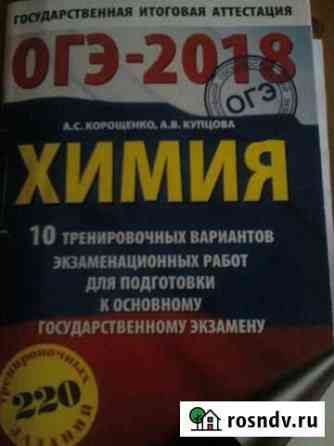 ГОСУДАРСТВЕННАЯ ИТОГОВАЯ АТТЕСТАЦИЯ
ОГЭ-2018
ОГЭ
А.С. КОРОЩЕНКО, А.В. КУПЦОВА
ХИМИЯ
10 ТРЕНИРОВОЧНЫХ ВАРИАНТОВ
ЭКЗАМЕНАЦИОННЫХ РАБОТ
ДЛЯ ПОДГОТОВКИ
К ОСНОВНОМУ
ГОСУДАРСТВЕННОМУ ЭКЗАМЕНУ
тренировочных
220
ЗАДАНИЙ
rosndv.ru